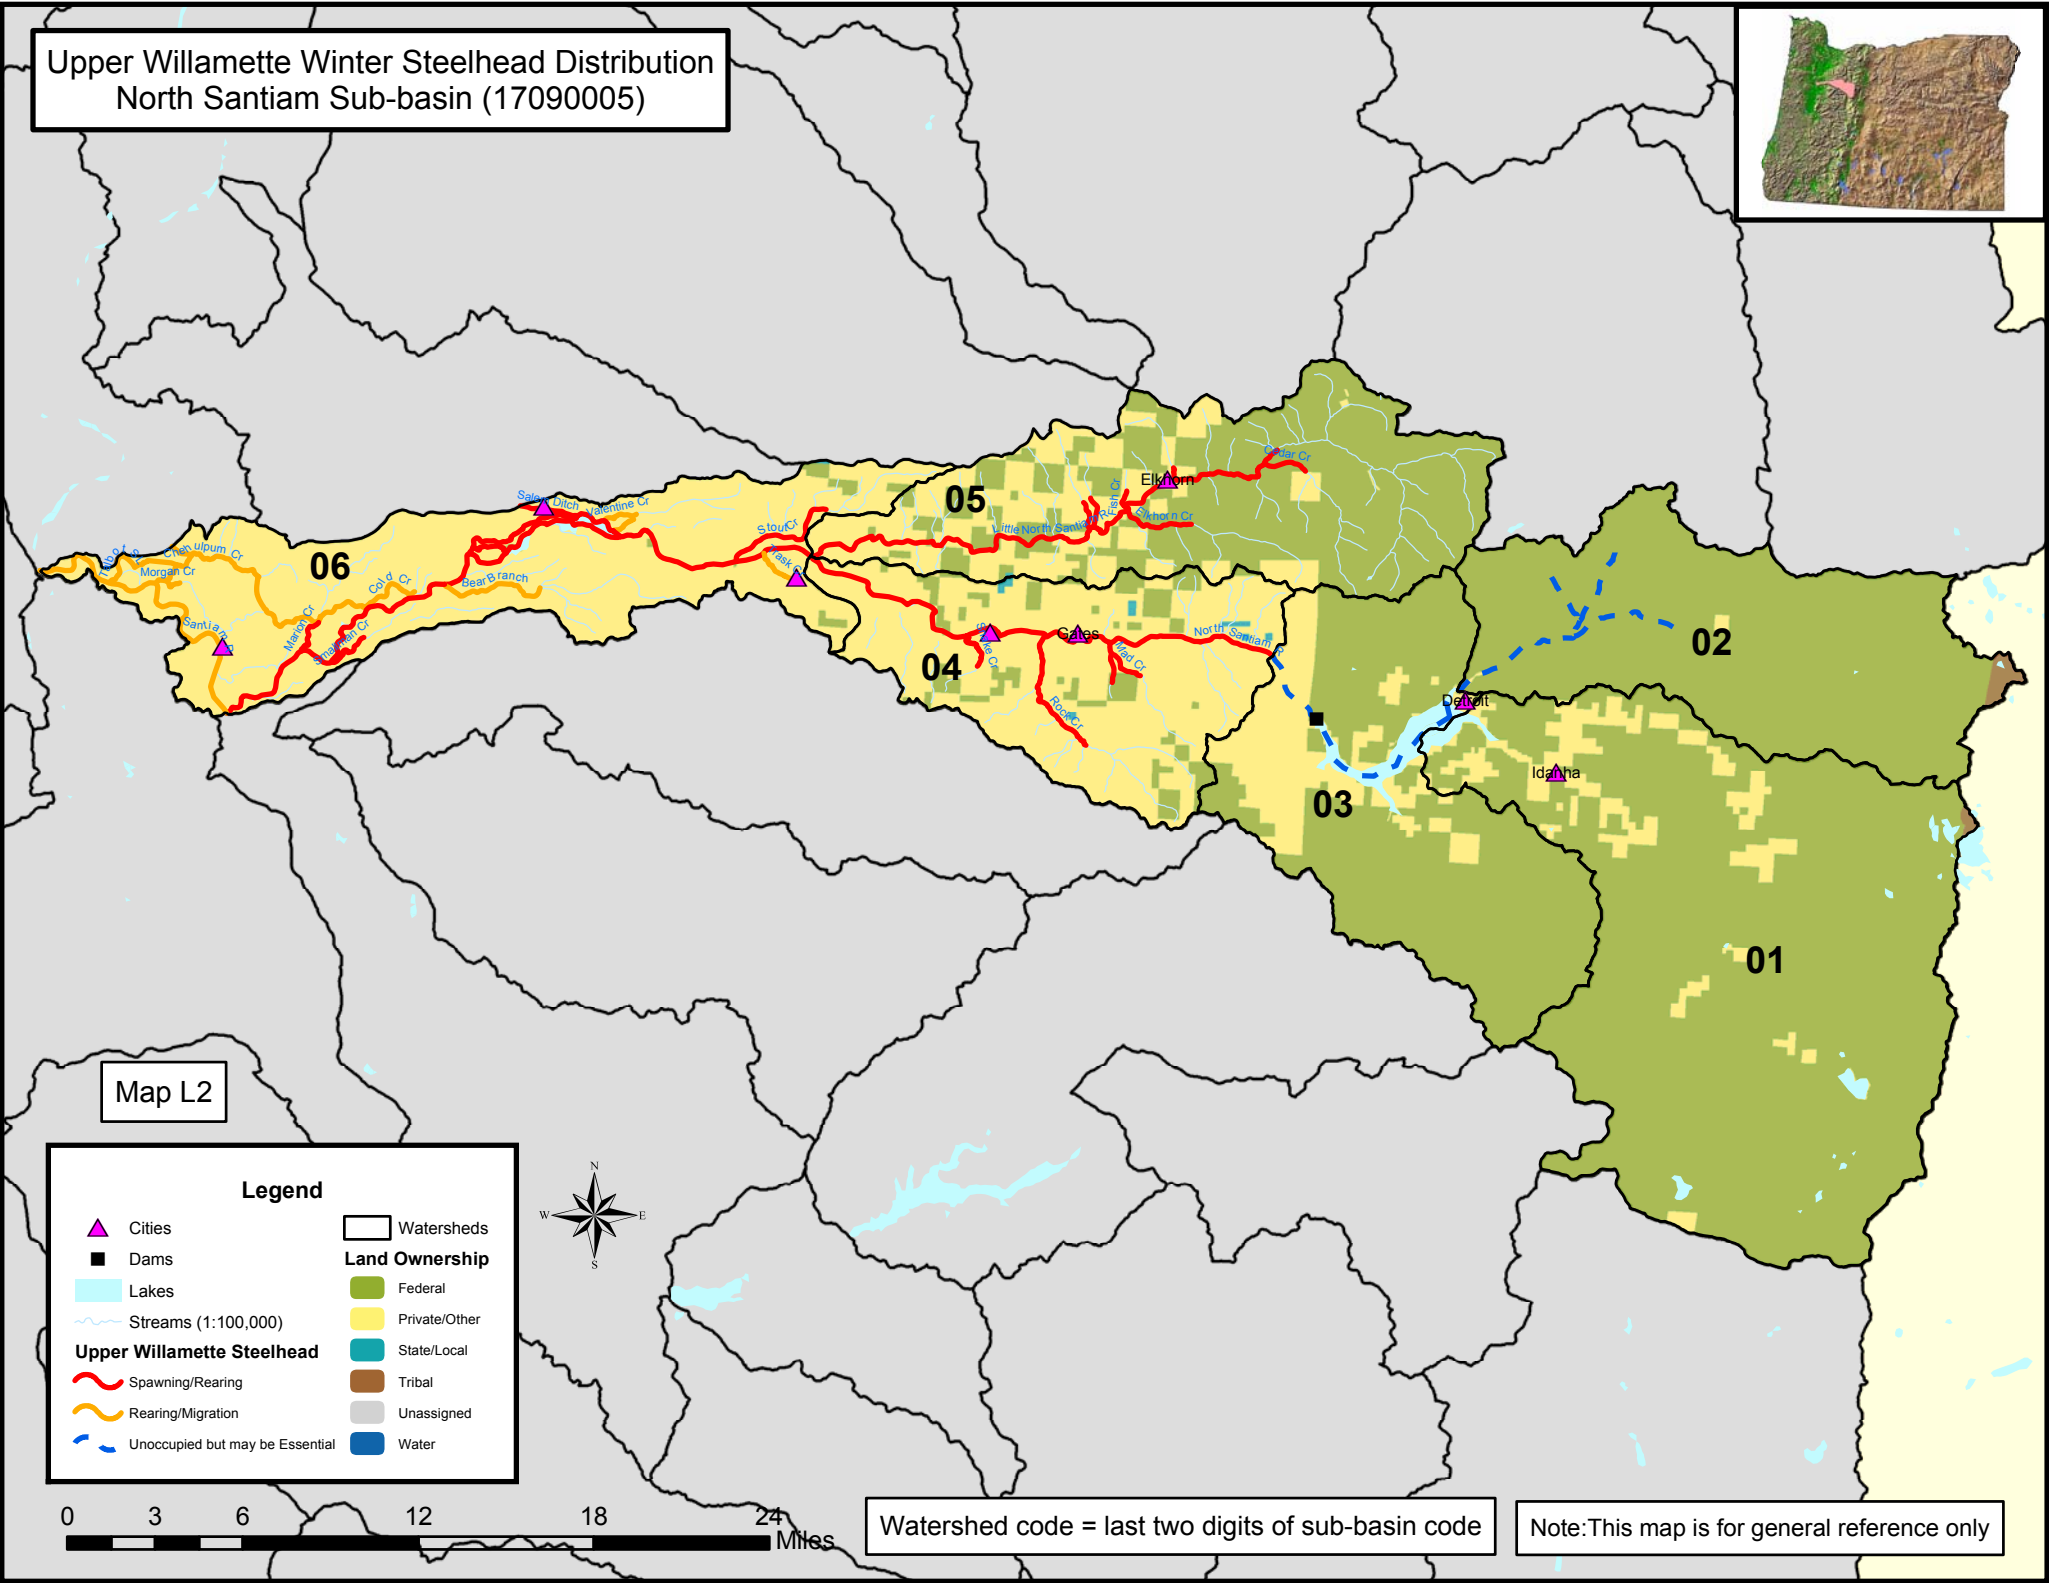 Upper Willamette Winter Steelhead Distribution
North Santiam Sub-basin (17090005)
Cedar Cr
Elkhorn
05
Fish Cr
Little North Santiam R
Elkhorn Cr
Salem Ditch
Valentine Cr
Stout Cr
06
Chehulpum Cr
Morgan Cr
Cold Cr
Bear Branch
Santiam R
Marion Cr
Smallman Cr
Gates
North Santiam R
04
Mad Cr
Rock Cr
02
Detroit
Idanha
03
01
Map L2
Legend
Cities
Dams
Lakes
Streams (1:100,000)
Upper Willamette Steelhead
Spawning/Rearing
Rearing/Migration
Unoccupied but may be Essential
Watersheds
Land Ownership
Federal
Private/Other
State/Local
Tribal
Unassigned
Water
N
W
E
S
0 3 6 12 18 24
Miles
Watershed code = last two digits of sub-basin code
Note:This map is for general reference only